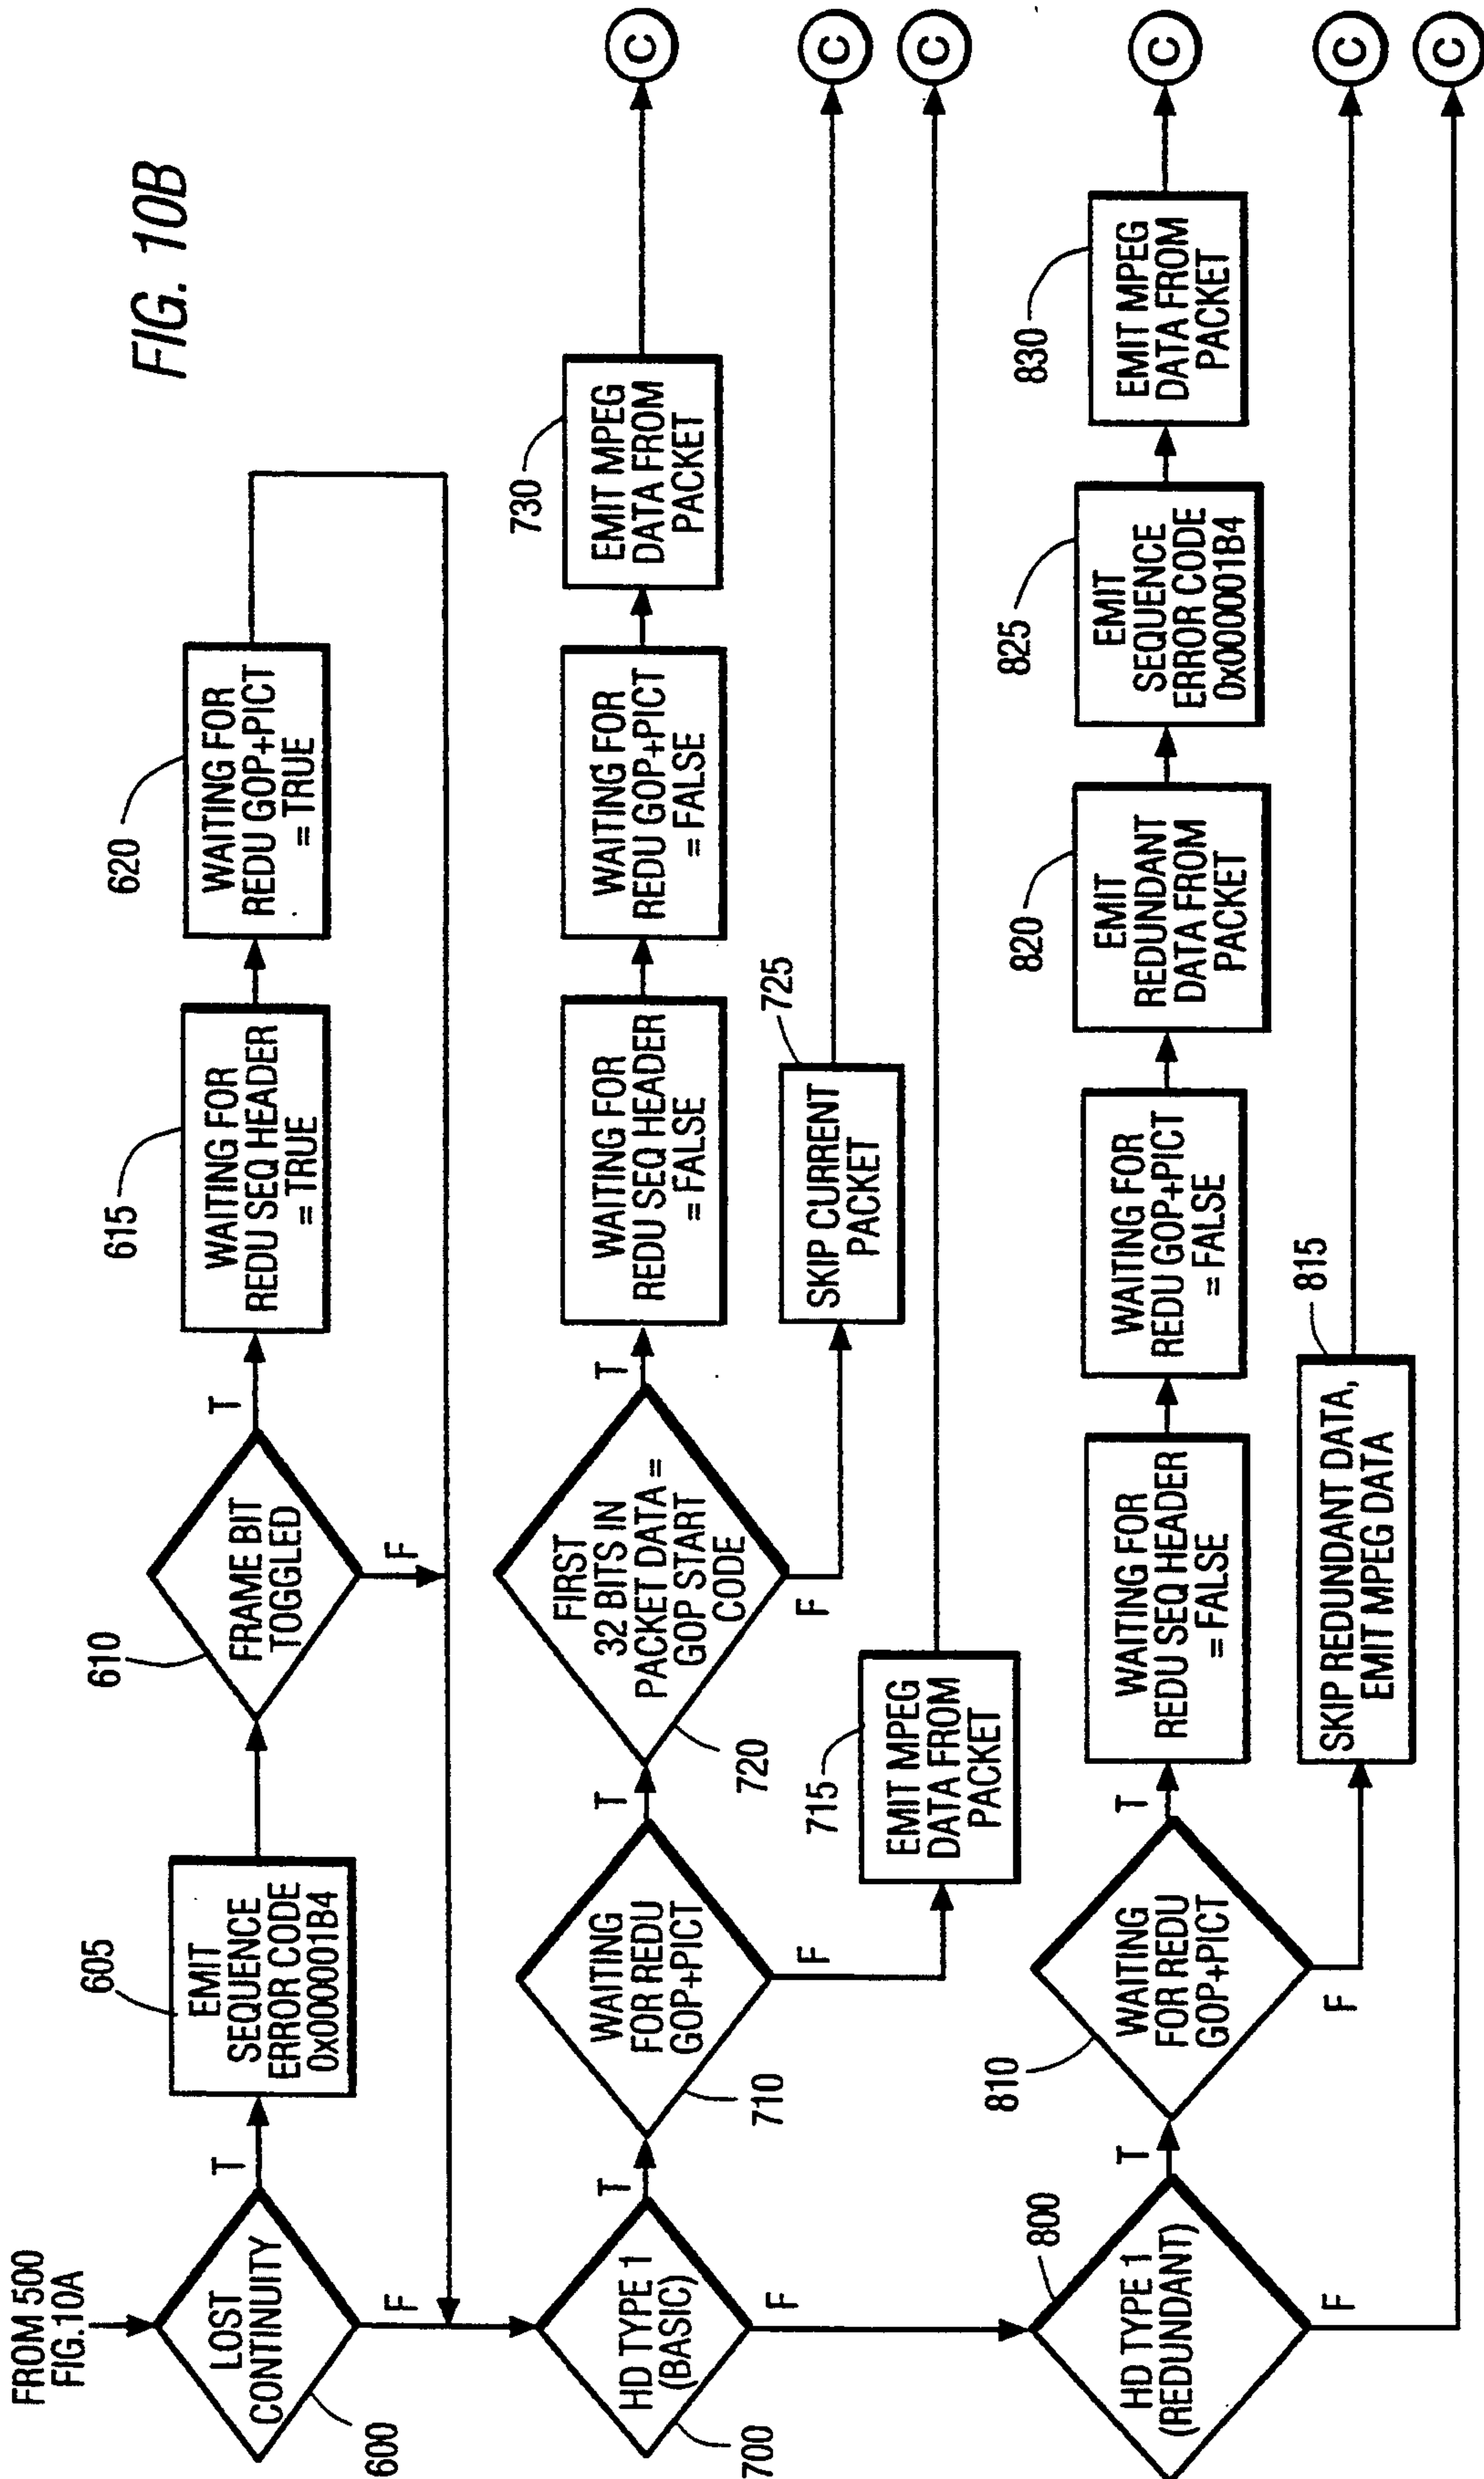 FIG. 10B
FROM 500
FIG.10A
LOST
CONTINUITY
600
T
F
605
EMIT
SEQUENCE
ERROR CODE
0x000001B4
610
FRAME BIT
TOGGLED
T
F
615
WAITING FOR
REDU SEQ HEADER
= TRUE
620
WAITING FOR
REDU GOP+PICT
= TRUE
HD TYPE 1
(BASIC)
700
T
F
WAITING
FOR REDU
GOP+PICT
710
T
F
715
EMIT MPEG
DATA FROM
PACKET
C
FIRST
32 BITS IN
PACKET DATA =
GOP START
CODE
720
T
F
725
SKIP CURRENT
PACKET
C
WAITING FOR
REDU SEQ HEADER
= FALSE
WAITING FOR
REDU GOP+PICT
= FALSE
730
EMIT MPEG
DATA FROM
PACKET
C
800
HD TYPE 1
(REDUNDANT)
T
F
C
810
WAITING
FOR REDU
GOP+PICT
T
F
815
SKIP REDUNDANT DATA,
EMIT MPEG DATA
C
WAITING FOR
REDU SEQ HEADER
= FALSE
WAITING FOR
REDU GOP+PICT
= FALSE
820
EMIT
REDUNDANT
DATA FROM
PACKET
825
EMIT
SEQUENCE
ERROR CODE
0x000001B4
830
EMIT MPEG
DATA FROM
PACKET
C